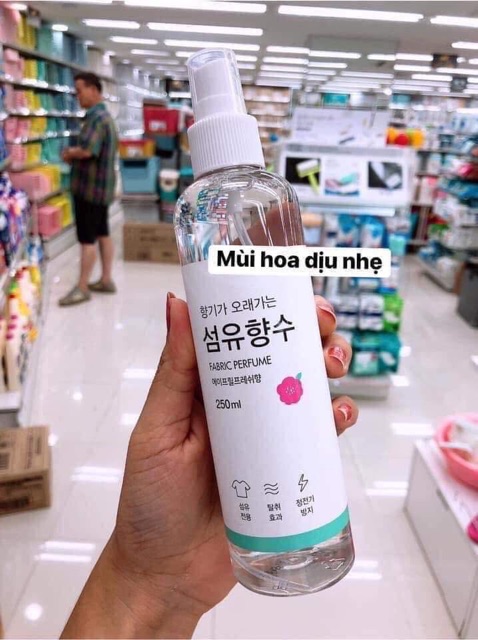 Mùi hoa dịu nhẹ
향기가 오래가는
섬유향수
FABRIC PERFUME
에이프릴프레쉬향
250ml
섬유
전용
탈취
효과
정전기
방지